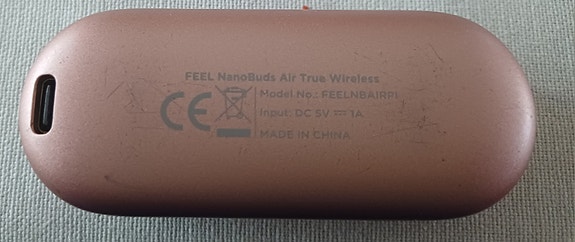 FEEL NanoBuds Air True Wireless
Model No.: FEELNBAIRPI
Input: DC 5V ⎓ 1A
CE
MADE IN CHINA